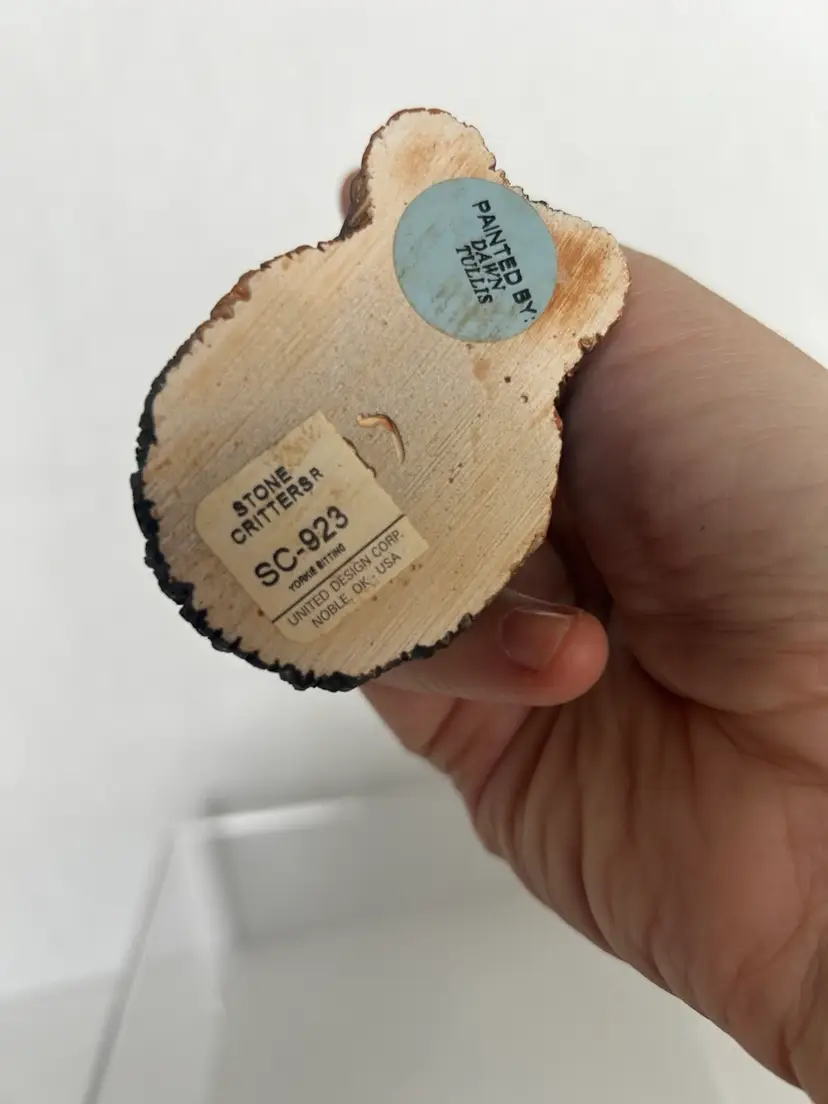 PAINTED BY:
DAWN
TULLIS
STONE
CRITTERS R
SC-923
YORKIE SITTING
UNITED DESIGN CORP.
NOBLE, OK - USA